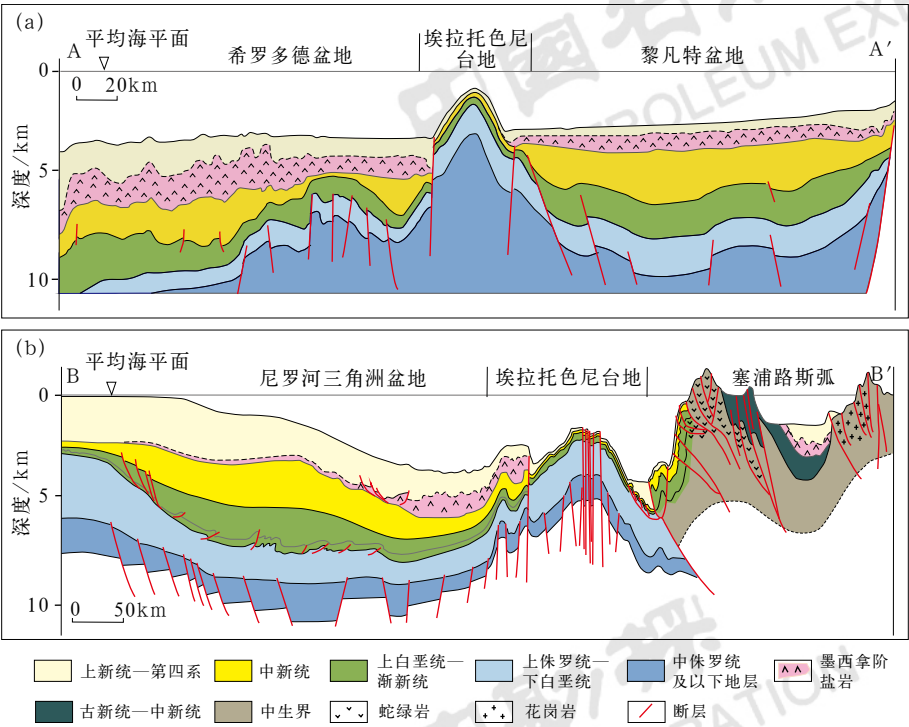 (a)
平均海平面
A
希罗多德盆地
埃拉托色尼
台地
黎凡特盆地
A′
0
0 20km
5
10
深度/km
(b)
平均海平面
B
尼罗河三角洲盆地
埃拉托色尼台地
塞浦路斯弧
B′
0
5
10
深度/km
0 50km
上新统—第四系
中新统
上白垩统—
渐新统
上侏罗统—
下白垩统
中侏罗统
及以下地层
墨西拿阶
盐岩
古新统—中新统
中生界
蛇绿岩
花岗岩
断层
PETROLEUM EX